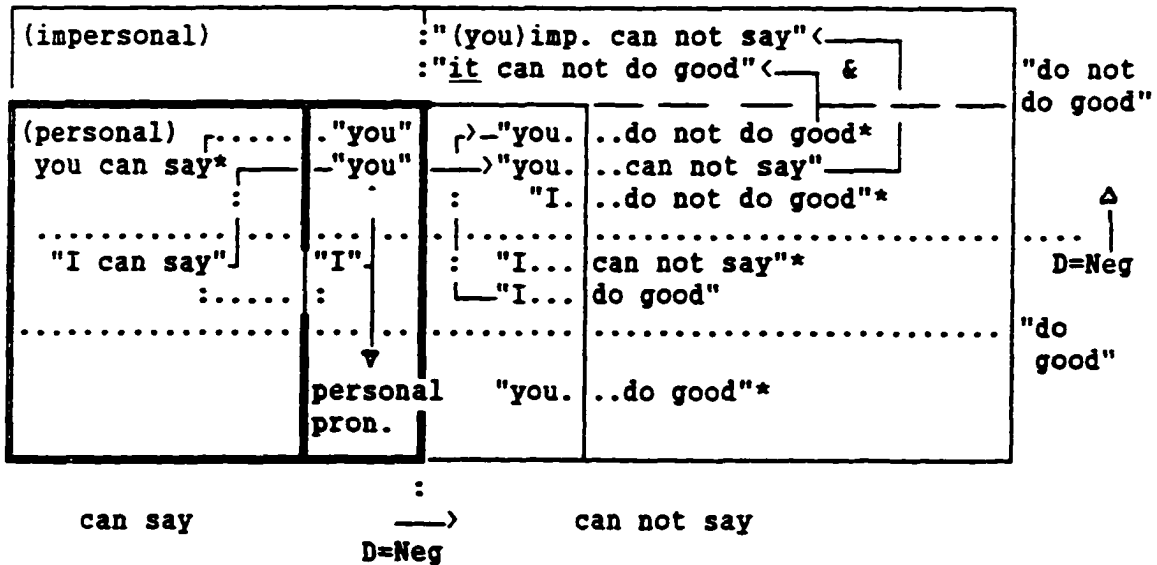 (impersonal) :"(you)imp. can not say"<
:"it can not do good"< & "do not
do good"
(personal) ....."you" >-"you. ..do not do good*
you can say* "you" >"you. ..can not say"
: : "I. ..do not do good"*
"I can say" "I" : "I... can not say"* D=Neg
:..... : "I... do good"
"do
good"
personal "you. ..do good"*
pron.
:
can say —> can not say
D=Neg